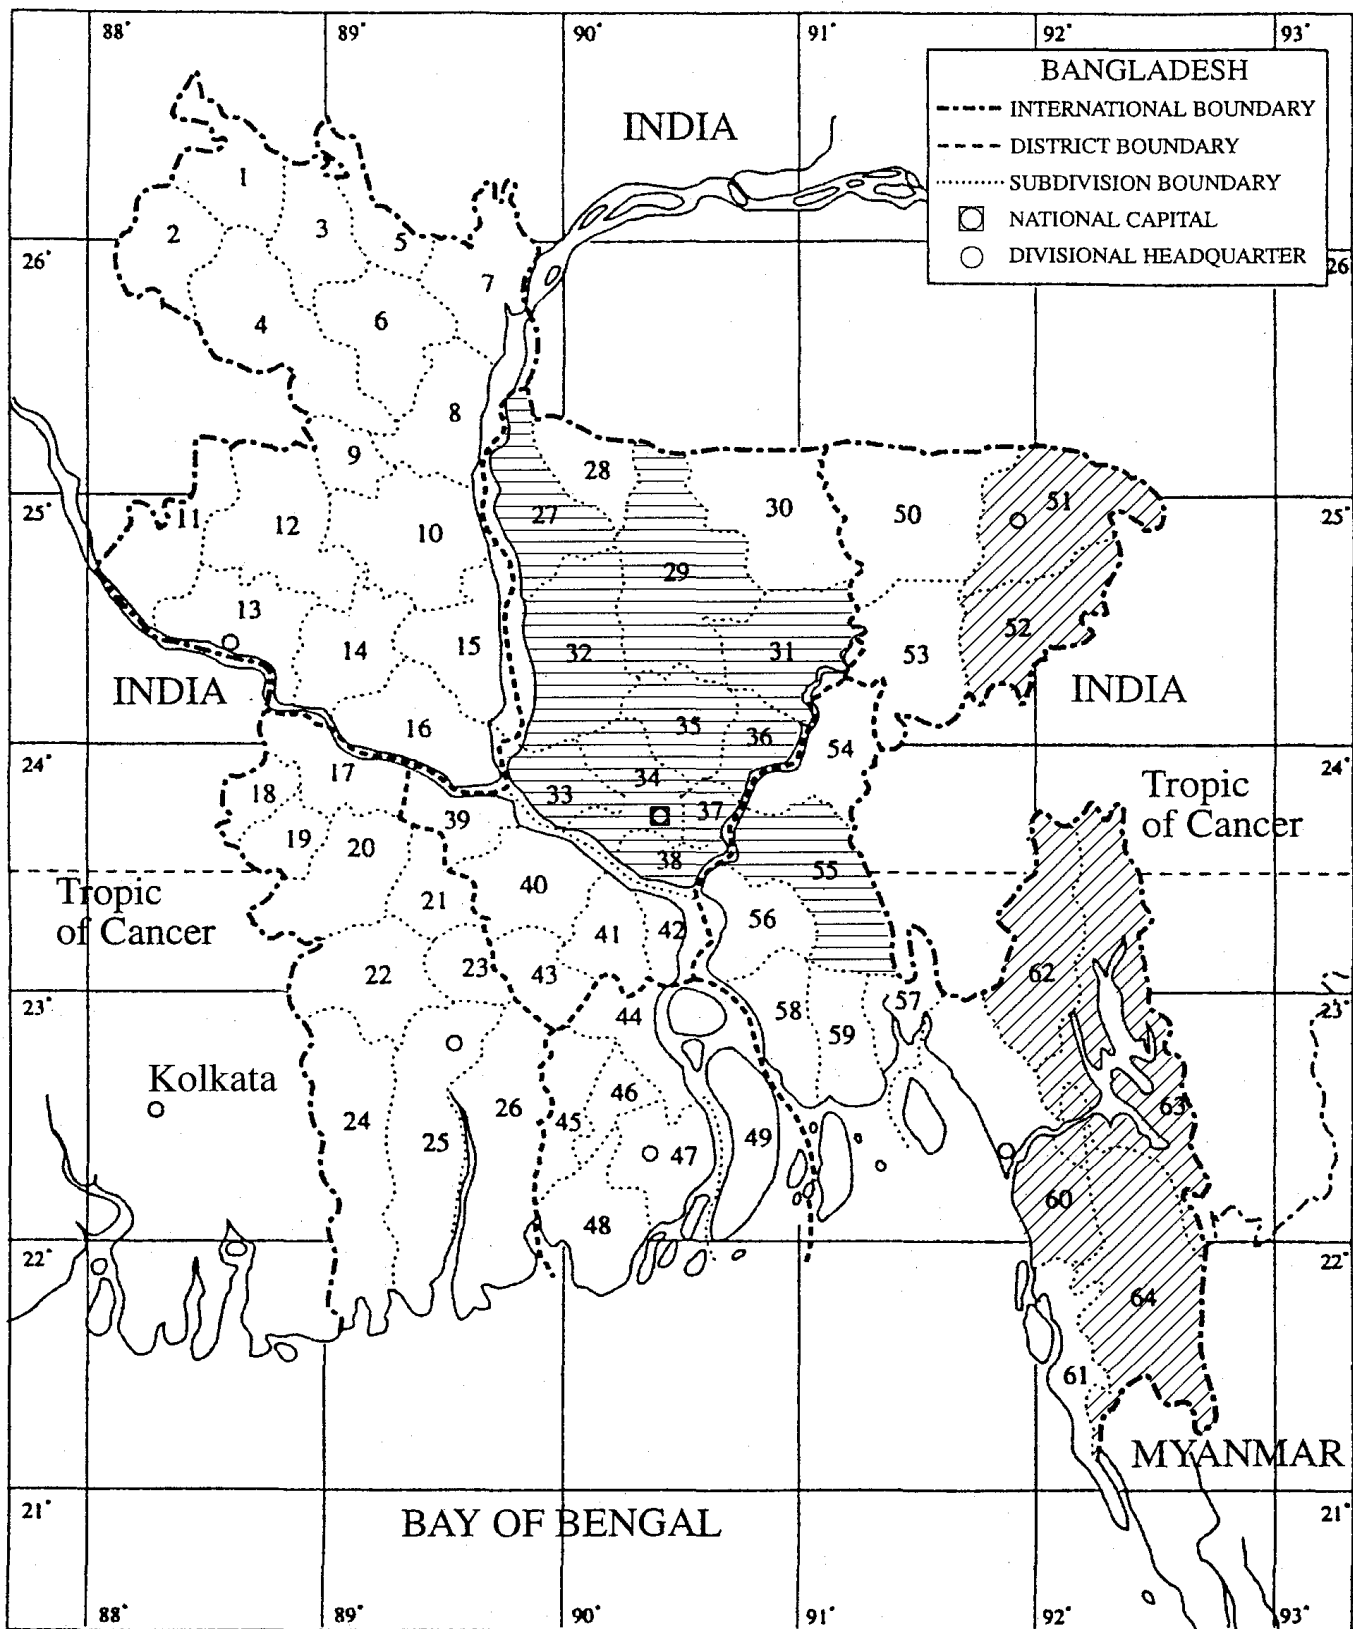 88° 89° 90° 91° 92° 93°
BANGLADESH
INTERNATIONAL BOUNDARY
DISTRICT BOUNDARY
SUBDIVISION BOUNDARY
NATIONAL CAPITAL
DIVISIONAL HEADQUARTER
INDIA
1
2 3 5
26° 26
7
4 6
8
9 28
25° 11 12 10 27 30 50 51 25°
29
13 14 15 32 31 53 52
INDIA INDIA
16 35 36 54
24° 24°
17 18 33 34 37
39
19 20 38 55
Tropic
of Cancer
Tropic
of Cancer
21 40 41 42 56
22 23 43 62
23° 44 58 59 57 23°
Kolkata
24 25 26 45 46 47 49 63
48 60
22° 22°
64
61
MYANMAR
21° 21°
BAY OF BENGAL
88° 89° 90° 91° 92° 93°